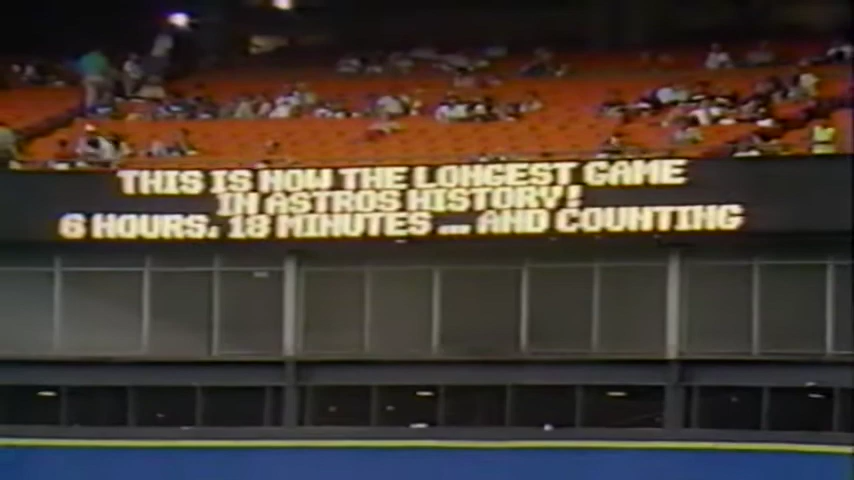 THIS IS NOW THE LONGEST GAME
IN ASTROS HISTORY!
6 HOURS, 18 MINUTES ... AND COUNTING